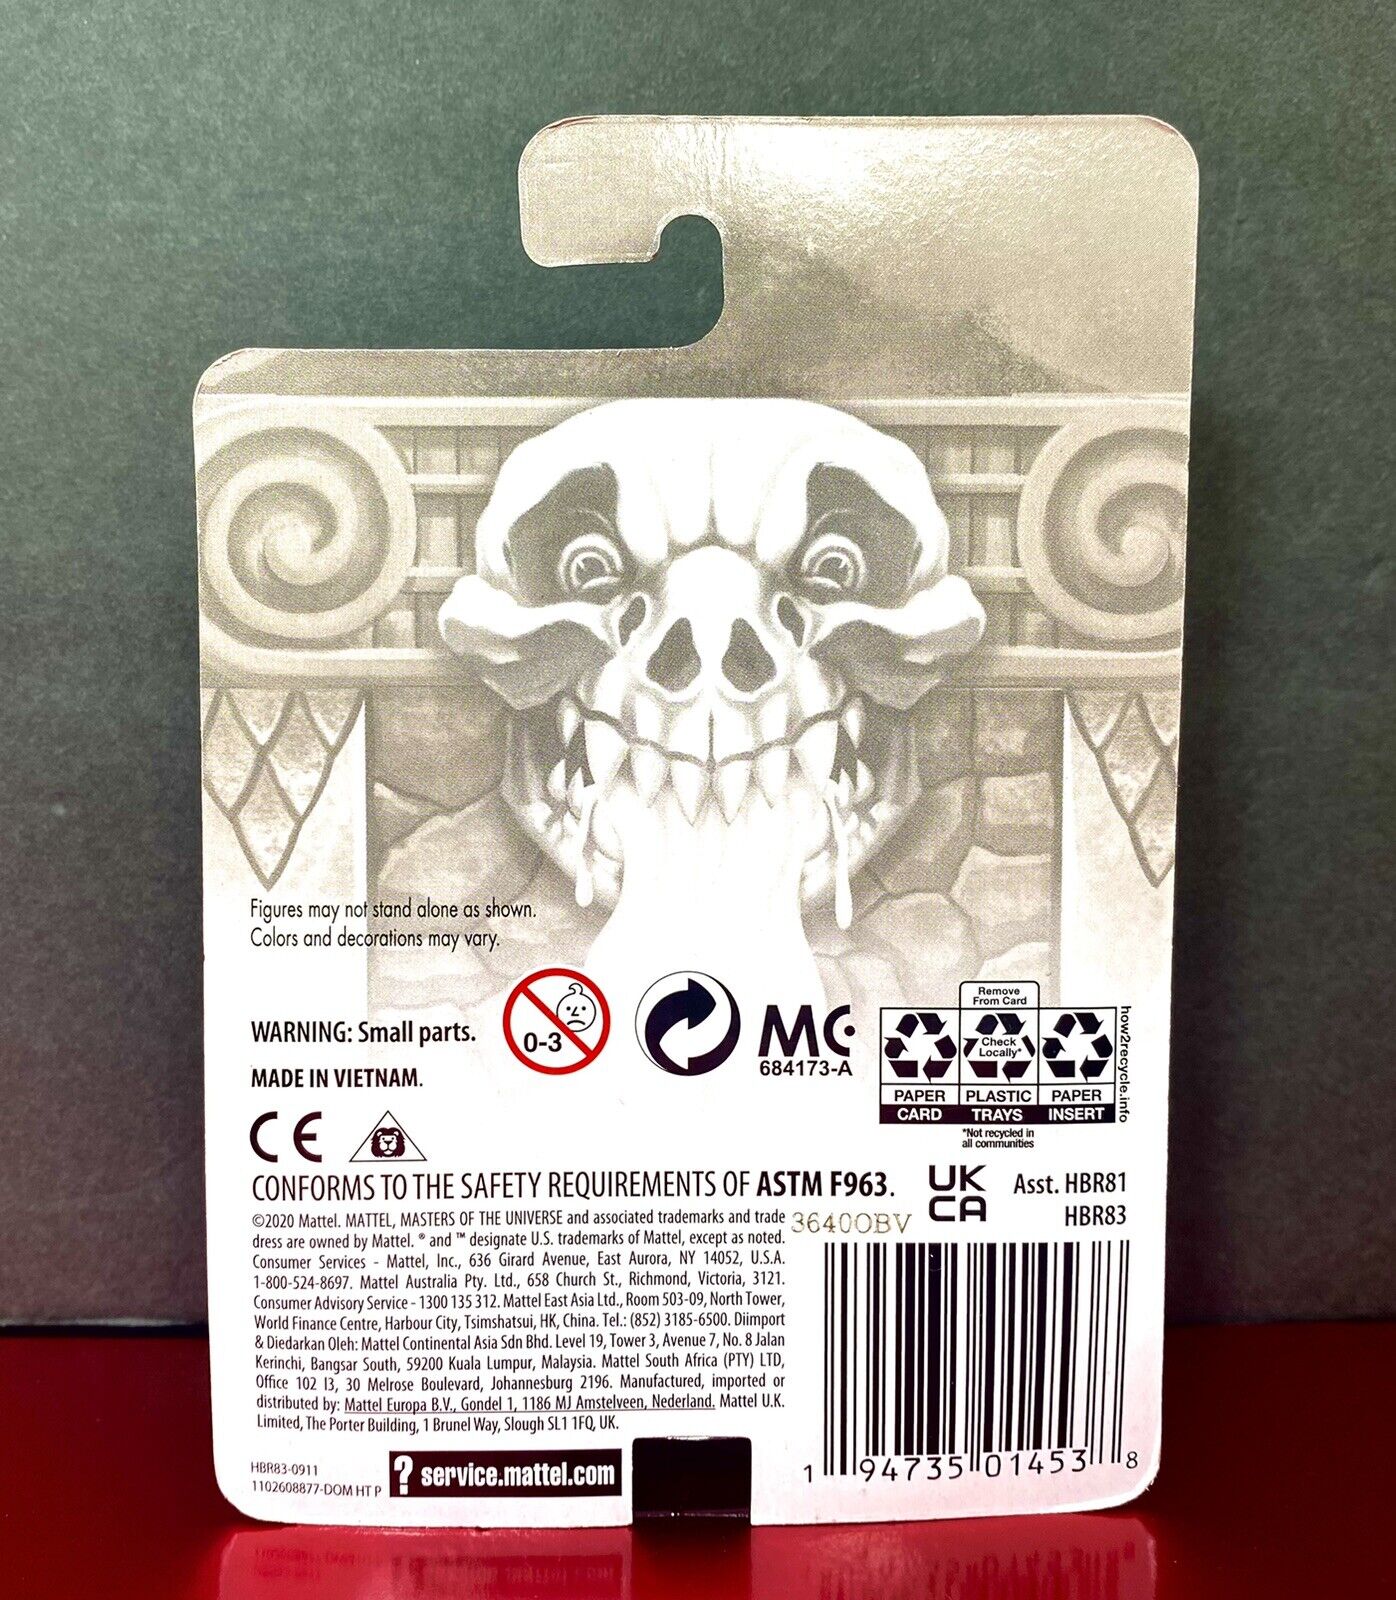 Figures may not stand alone as shown.
Colors and decorations may vary.
WARNING: Small parts.
0-3
MC
684173-A
Remove
From Card
Check
Locally*
PAPER PLASTIC PAPER
CARD TRAYS INSERT
*Not recycled in
all communities
how2recycle.info
MADE IN VIETNAM.
CE
CONFORMS TO THE SAFETY REQUIREMENTS OF ASTM F963.
UK
CA
Asst. HBR81
HBR83
©2020 Mattel. MATTEL, MASTERS OF THE UNIVERSE and associated trademarks and trade
dress are owned by Mattel. ® and ™ designate U.S. trademarks of Mattel, except as noted.
Consumer Services - Mattel, Inc., 636 Girard Avenue, East Aurora, NY 14052, U.S.A.
1-800-524-8697. Mattel Australia Pty. Ltd., 658 Church St., Richmond, Victoria, 3121.
Consumer Advisory Service - 1300 135 312. Mattel East Asia Ltd., Room 503-09, North Tower,
World Finance Centre, Harbour City, Tsimshatsui, HK, China. Tel.: (852) 3185-6500. Diimport
& Diedarkan Oleh: Mattel Continental Asia Sdn Bhd. Level 19, Tower 3, Avenue 7, No. 8 Jalan
Kerinchi, Bangsar South, 59200 Kuala Lumpur, Malaysia. Mattel South Africa (PTY) LTD,
Office 102 I3, 30 Melrose Boulevard, Johannesburg 2196. Manufactured, imported or
distributed by: Mattel Europa B.V., Gondel 1, 1186 MJ Amstelveen, Nederland. Mattel U.K.
Limited, The Porter Building, 1 Brunel Way, Slough SL1 1FQ, UK.
3640OBV
1 94735 01453 8
HBR83-0911
1102608877-DOM HT P
? service.mattel.com